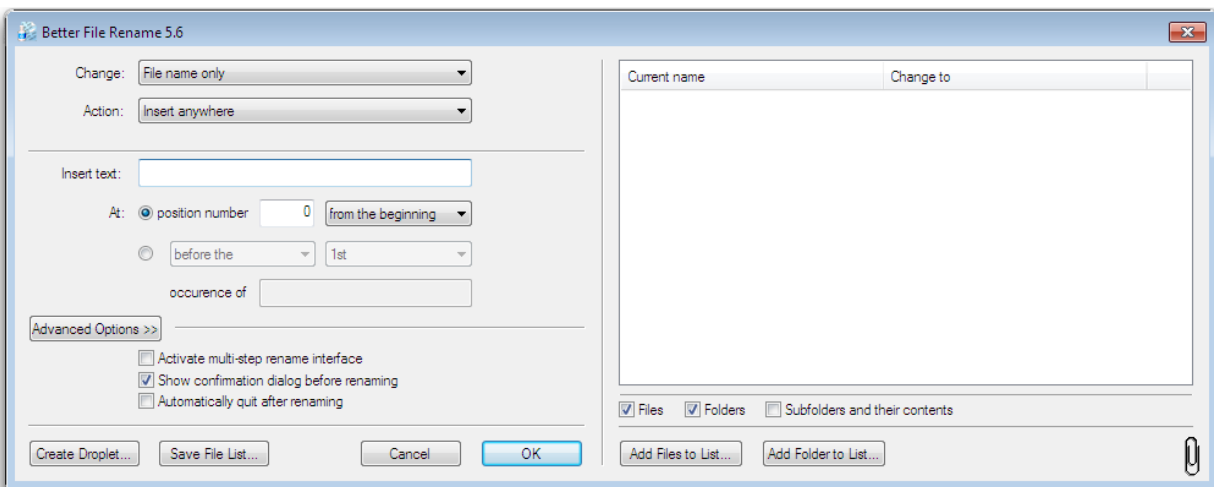 Better File Rename 5.6
Change: File name only
Action: Insert anywhere
Insert text:
At: position number 0 from the beginning
before the 1st
occurence of
Advanced Options >>
Activate multi-step rename interface
Show confirmation dialog before renaming
Automatically quit after renaming
Create Droplet... Save File List... Cancel OK
Current name Change to
Files Folders Subfolders and their contents
Add Files to List... Add Folder to List...